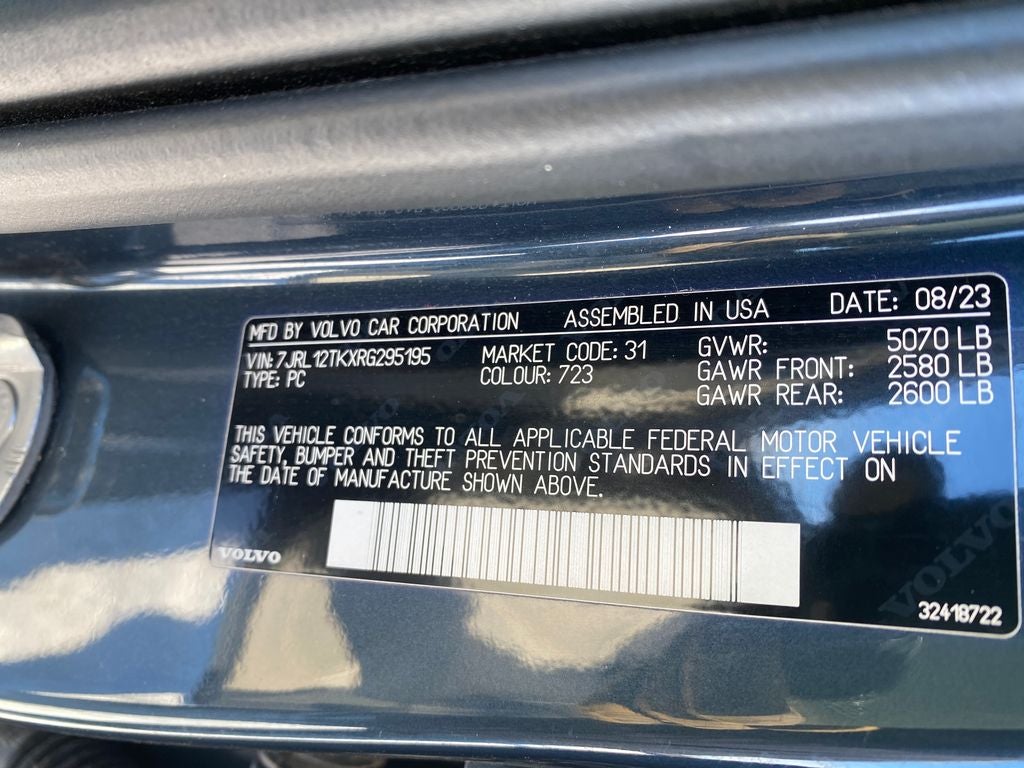 MFD BY VOLVO CAR CORPORATION ASSEMBLED IN USA DATE: 08/23
VIN: 7JRL12TKXRG295195 MARKET CODE: 31 GVWR: 5070 LB
TYPE: PC COLOUR: 723 GAWR FRONT: 2580 LB
GAWR REAR: 2600 LB
THIS VEHICLE CONFORMS TO ALL APPLICABLE FEDERAL MOTOR VEHICLE
SAFETY, BUMPER AND THEFT PREVENTION STANDARDS IN EFFECT ON
THE DATE OF MANUFACTURE SHOWN ABOVE.
VOLVO
VOLVO
32418722